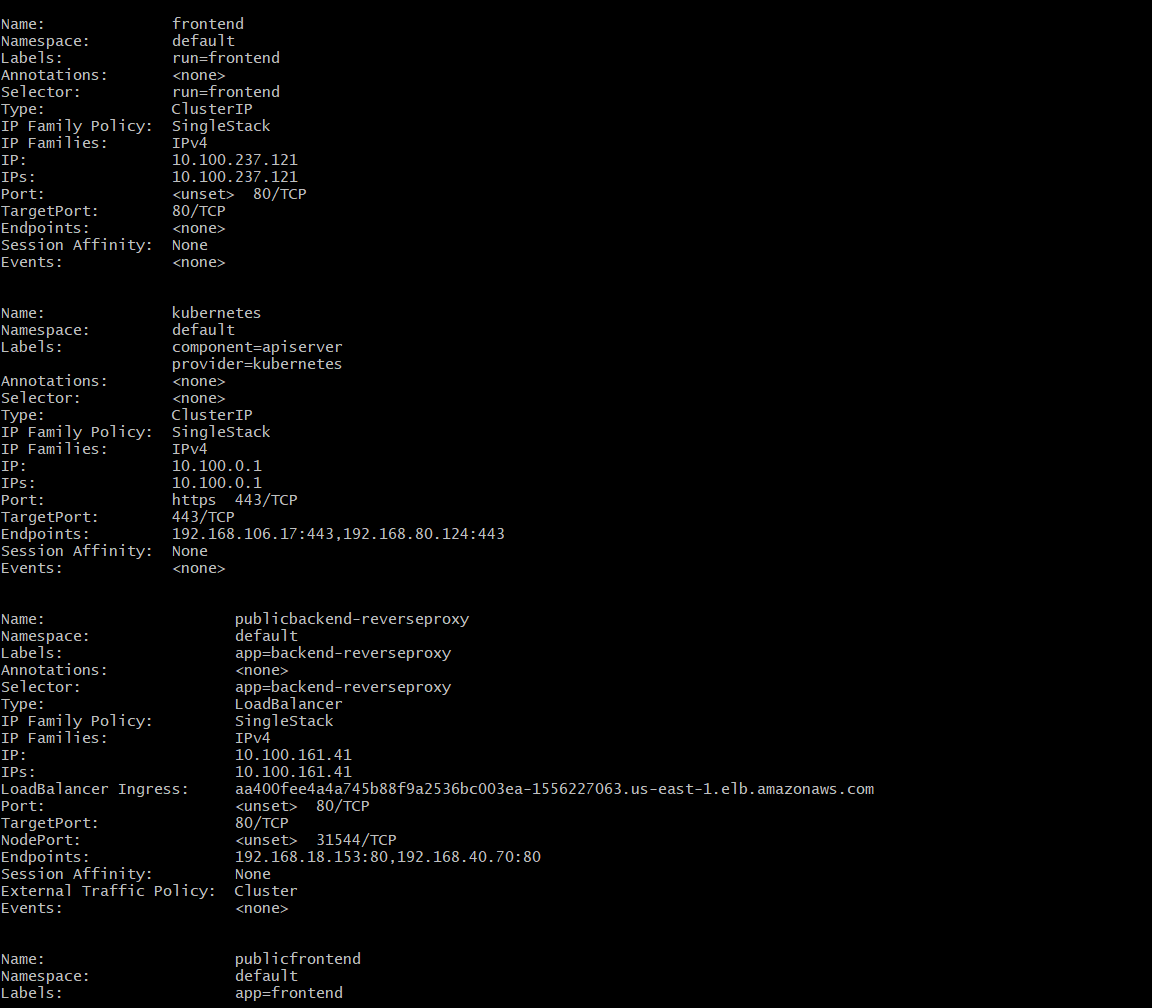 Name:              frontend
Namespace:         default
Labels:            run=frontend
Annotations:       <none>
Selector:          run=frontend
Type:              ClusterIP
IP Family Policy:  SingleStack
IP Families:       IPv4
IP:                10.100.237.121
IPs:               10.100.237.121
Port:              <unset>  80/TCP
TargetPort:        80/TCP
Endpoints:         <none>
Session Affinity:  None
Events:            <none>
Name:              kubernetes
Namespace:         default
Labels:            component=apiserver
                   provider=kubernetes
Annotations:       <none>
Selector:          <none>
Type:              ClusterIP
IP Family Policy:  SingleStack
IP Families:       IPv4
IP:                10.100.0.1
IPs:               10.100.0.1
Port:              https  443/TCP
TargetPort:        443/TCP
Endpoints:         192.168.106.17:443,192.168.80.124:443
Session Affinity:  None
Events:            <none>
Name:                     publicbackend-reverseproxy
Namespace:                default
Labels:                   app=backend-reverseproxy
Annotations:              <none>
Selector:                 app=backend-reverseproxy
Type:                     LoadBalancer
IP Family Policy:         SingleStack
IP Families:              IPv4
IP:                       10.100.161.41
IPs:                      10.100.161.41
LoadBalancer Ingress:     aa400fee4a4a745b88f9a2536bc003ea-1556227063.us-east-1.elb.amazonaws.com
Port:                     <unset>  80/TCP
TargetPort:               80/TCP
NodePort:                 <unset>  31544/TCP
Endpoints:                192.168.18.153:80,192.168.40.70:80
Session Affinity:         None
External Traffic Policy:  Cluster
Events:                   <none>
Name:                     publicfrontend
Namespace:                default
Labels:                   app=frontend